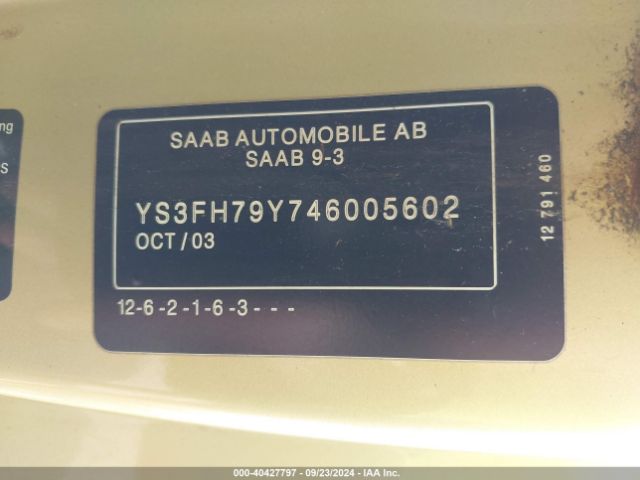 ng
S
SAAB AUTOMOBILE AB
SAAB 9-3
YS3FH79Y746005602
OCT / 03
12-6 -2 -1 -6 -3 - - -
12 791 460
000-40427797 - 09/23/2024 - IAA Inc.